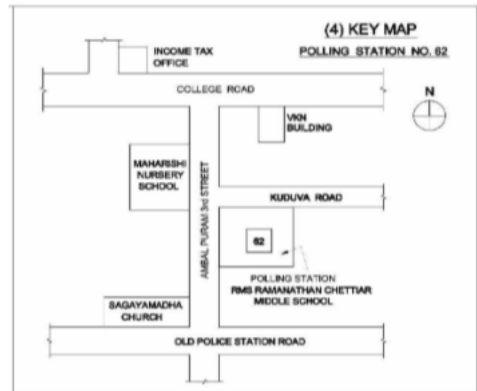 (4) KEY MAP
POLLING STATION NO. 62
INCOME TAX
OFFICE
COLLEGE ROAD
N
VKN
BUILDING
MAHARISHI
NURSERY
SCHOOL
AMBAL PURAM 3rd STREET
KUDUVA ROAD
62
POLLING STATION
RMS RAMANATHAN CHETTIAR
MIDDLE SCHOOL
SAGAYAMADHA
CHURCH
OLD POLICE STATION ROAD